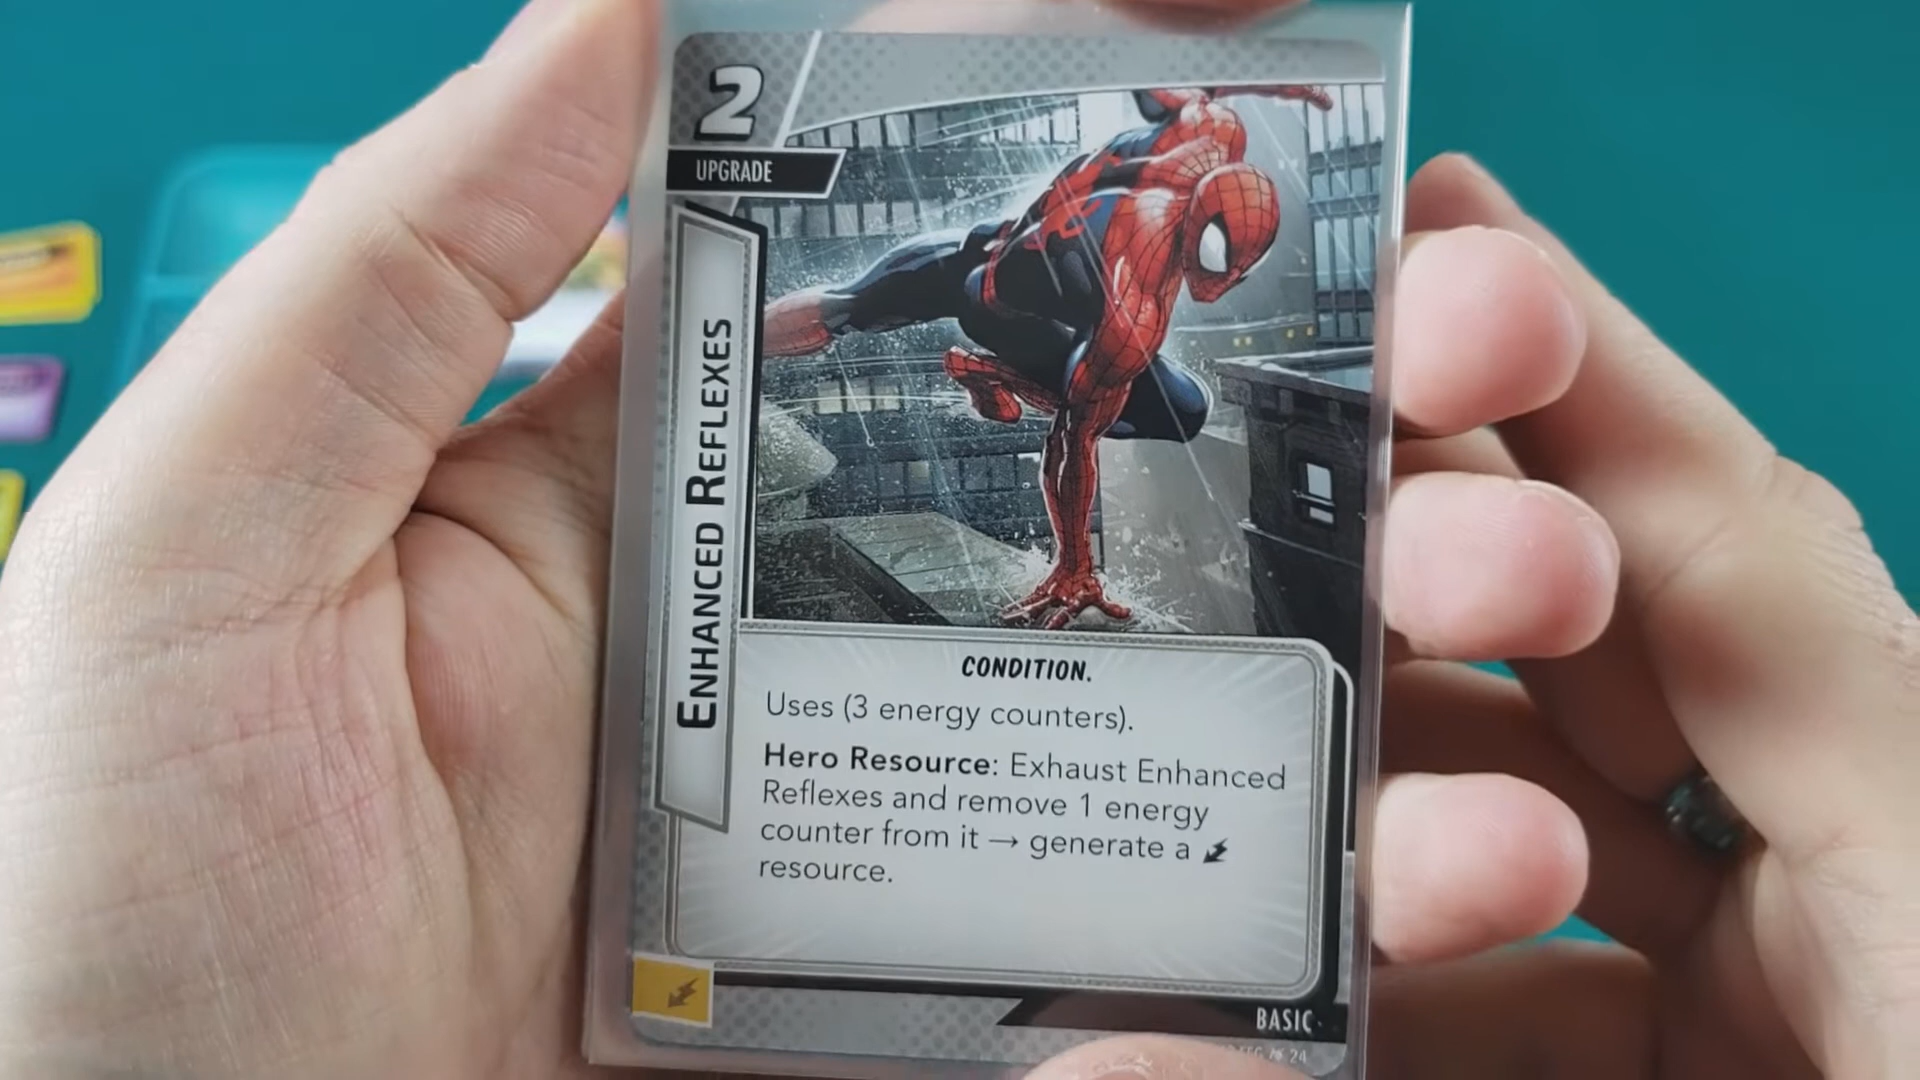 2
UPGRADE
ENHANCED REFLEXES
CONDITION.
Uses (3 energy counters).
Hero Resource: Exhaust Enhanced
Reflexes and remove 1 energy
counter from it → generate a
resource.
BASIC
24